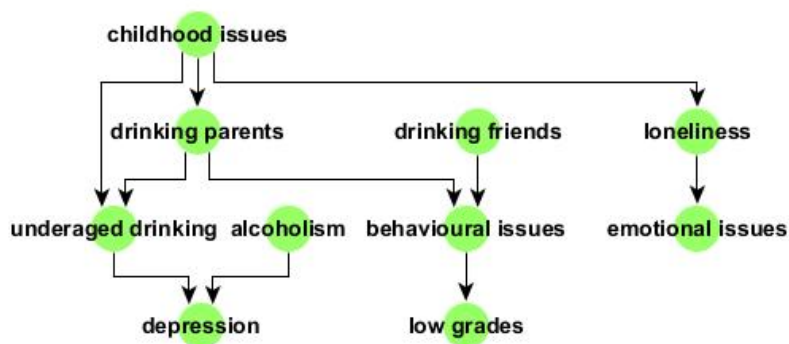 childhood issues
drinking parents
drinking friends
loneliness
underaged drinking
alcoholism
behavioural issues
emotional issues
depression
low grades